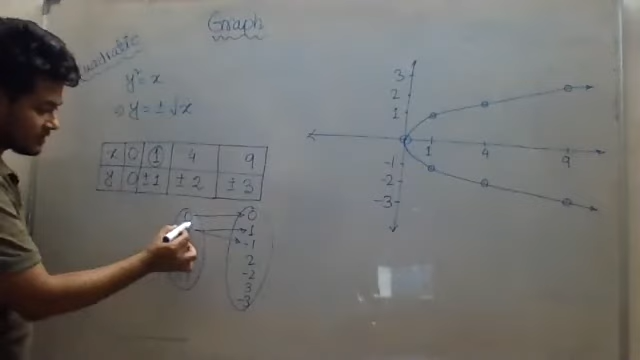 Graph
Quadratic
y² = x
⇒ y = ±√x
x 0 1 4 9
y 0 ±1 ±2 ±3
0
1
-1
2
-2
3
-3
3
2
1
-1
-2
-3
1 4 9